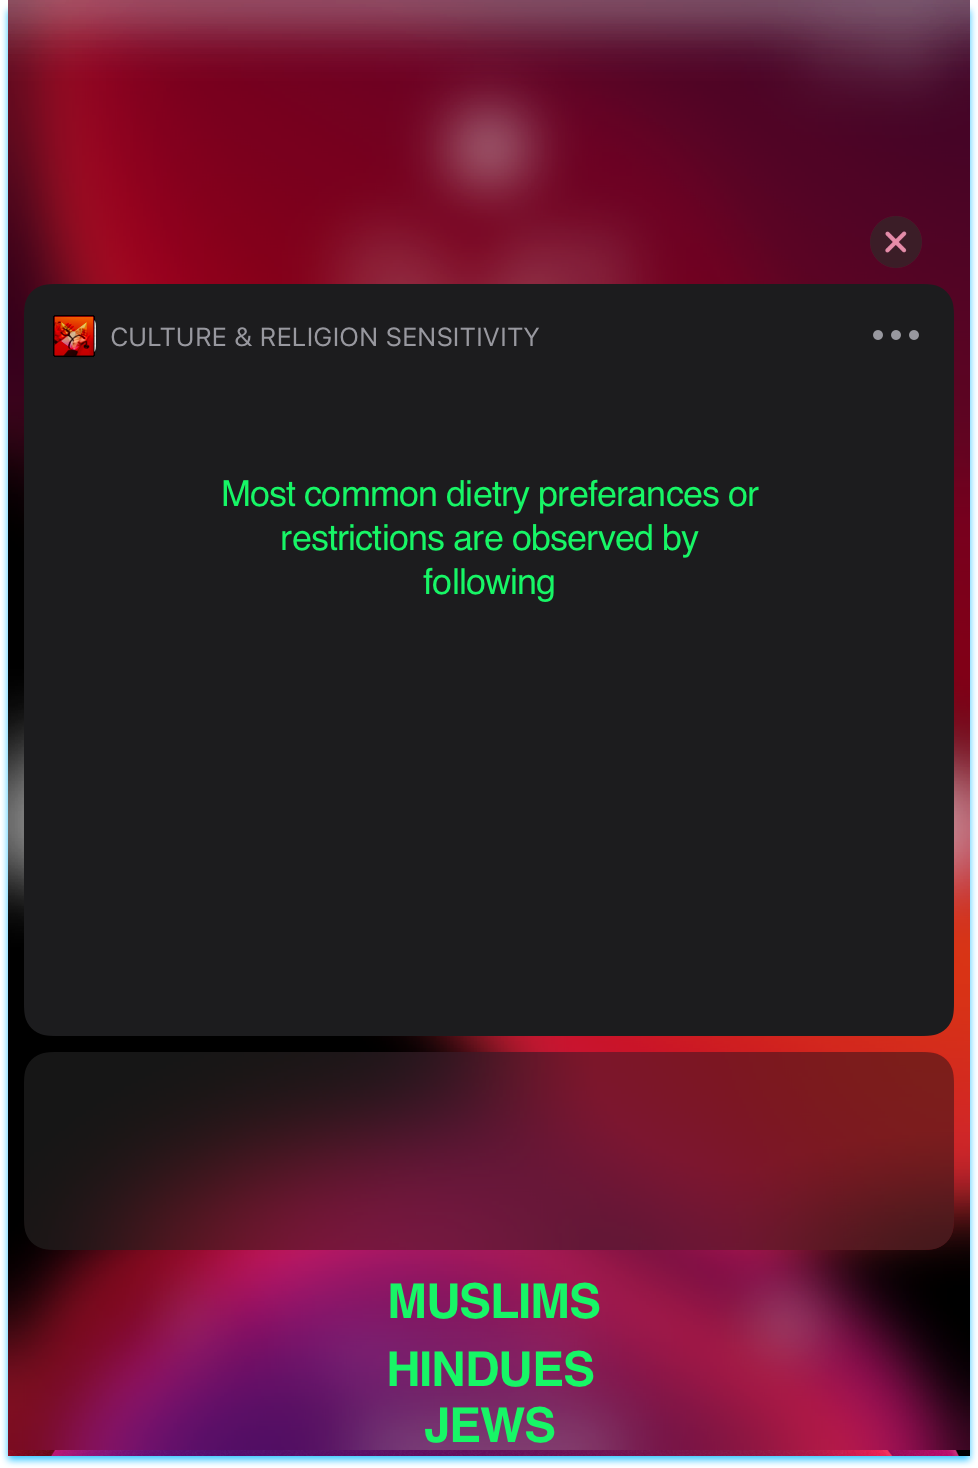 CULTURE & RELIGION SENSITIVITY
Most common dietry preferances or
restrictions are observed by
following
MUSLIMS
HINDUES
JEWS